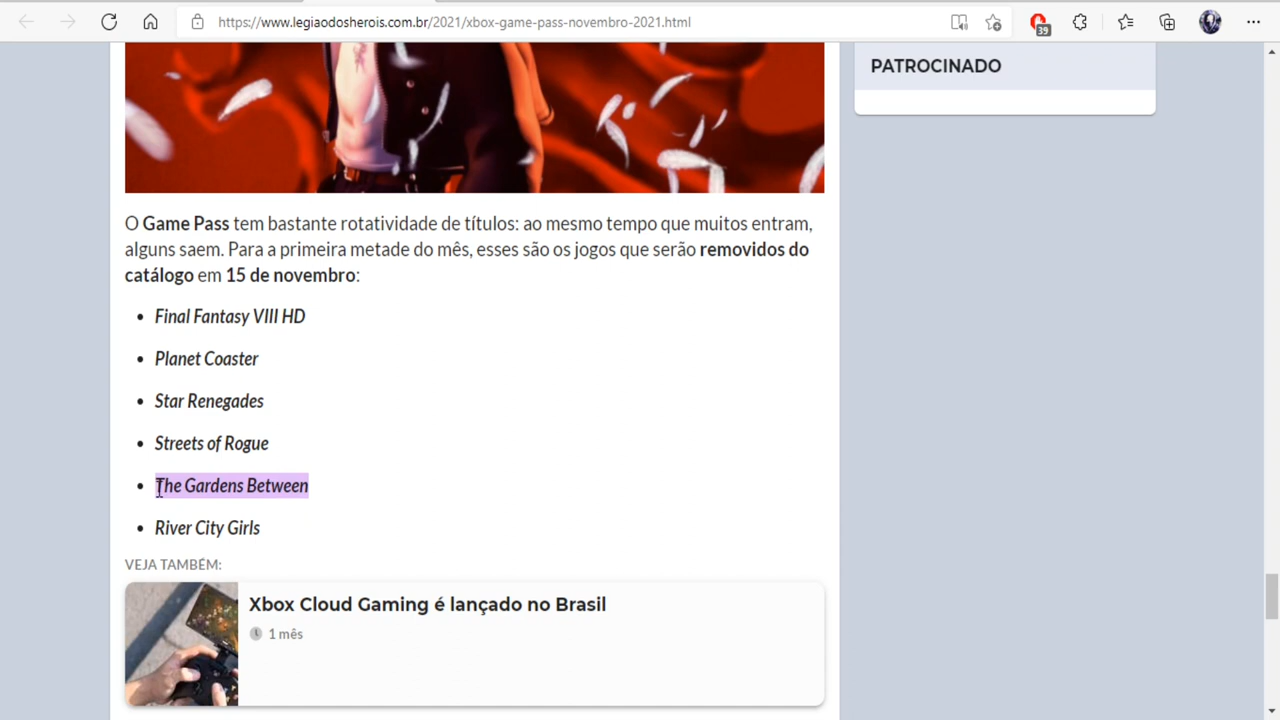 https://www.legiaodosherois.com.br/2021/xbox-game-pass-novembro-2021.html
39
PATROCINADO
O Game Pass tem bastante rotatividade de títulos: ao mesmo tempo que muitos entram,
alguns saem. Para a primeira metade do mês, esses são os jogos que serão removidos do
catálogo em 15 de novembro:
• Final Fantasy VIII HD
• Planet Coaster
• Star Renegades
• Streets of Rogue
• The Gardens Between
• River City Girls
VEJA TAMBÉM:
Xbox Cloud Gaming é lançado no Brasil
1 mês